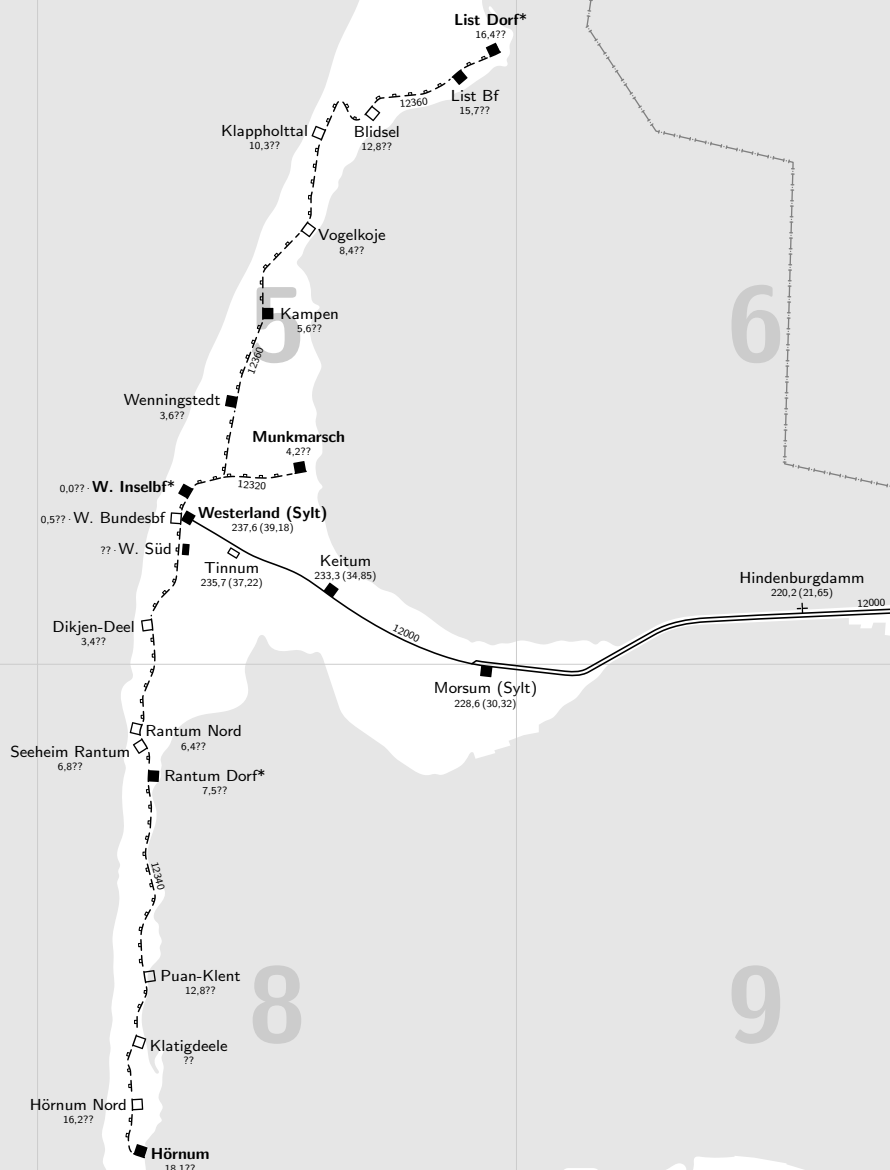 List Dorf*
16,4??
List Bf
15,7??
12360
Klappholttal
10,3??
Blidsel
12,8??
Vogelkoje
8,4??
5
6
Kampen
5,6??
12360
Wenningstedt
3,6??
Munkmarsch
4,2??
12320
0,0?? · W. Inselbf*
0,5?? · W. Bundesbf
Westerland (Sylt)
237,6 (39,18)
?? · W. Süd
Tinnum
235,7 (37,22)
Keitum
233,3 (34,85)
Hindenburgdamm
220,2 (21,65)
12000
12000
Dikjen-Deel
3,4??
Morsum (Sylt)
228,6 (30,32)
Rantum Nord
6,4??
Seeheim Rantum
6,8??
Rantum Dorf*
7,5??
12340
Puan-Klent
12,8??
8
9
Klatigdeele
??
Hörnum Nord
16,2??
Hörnum
18,1??